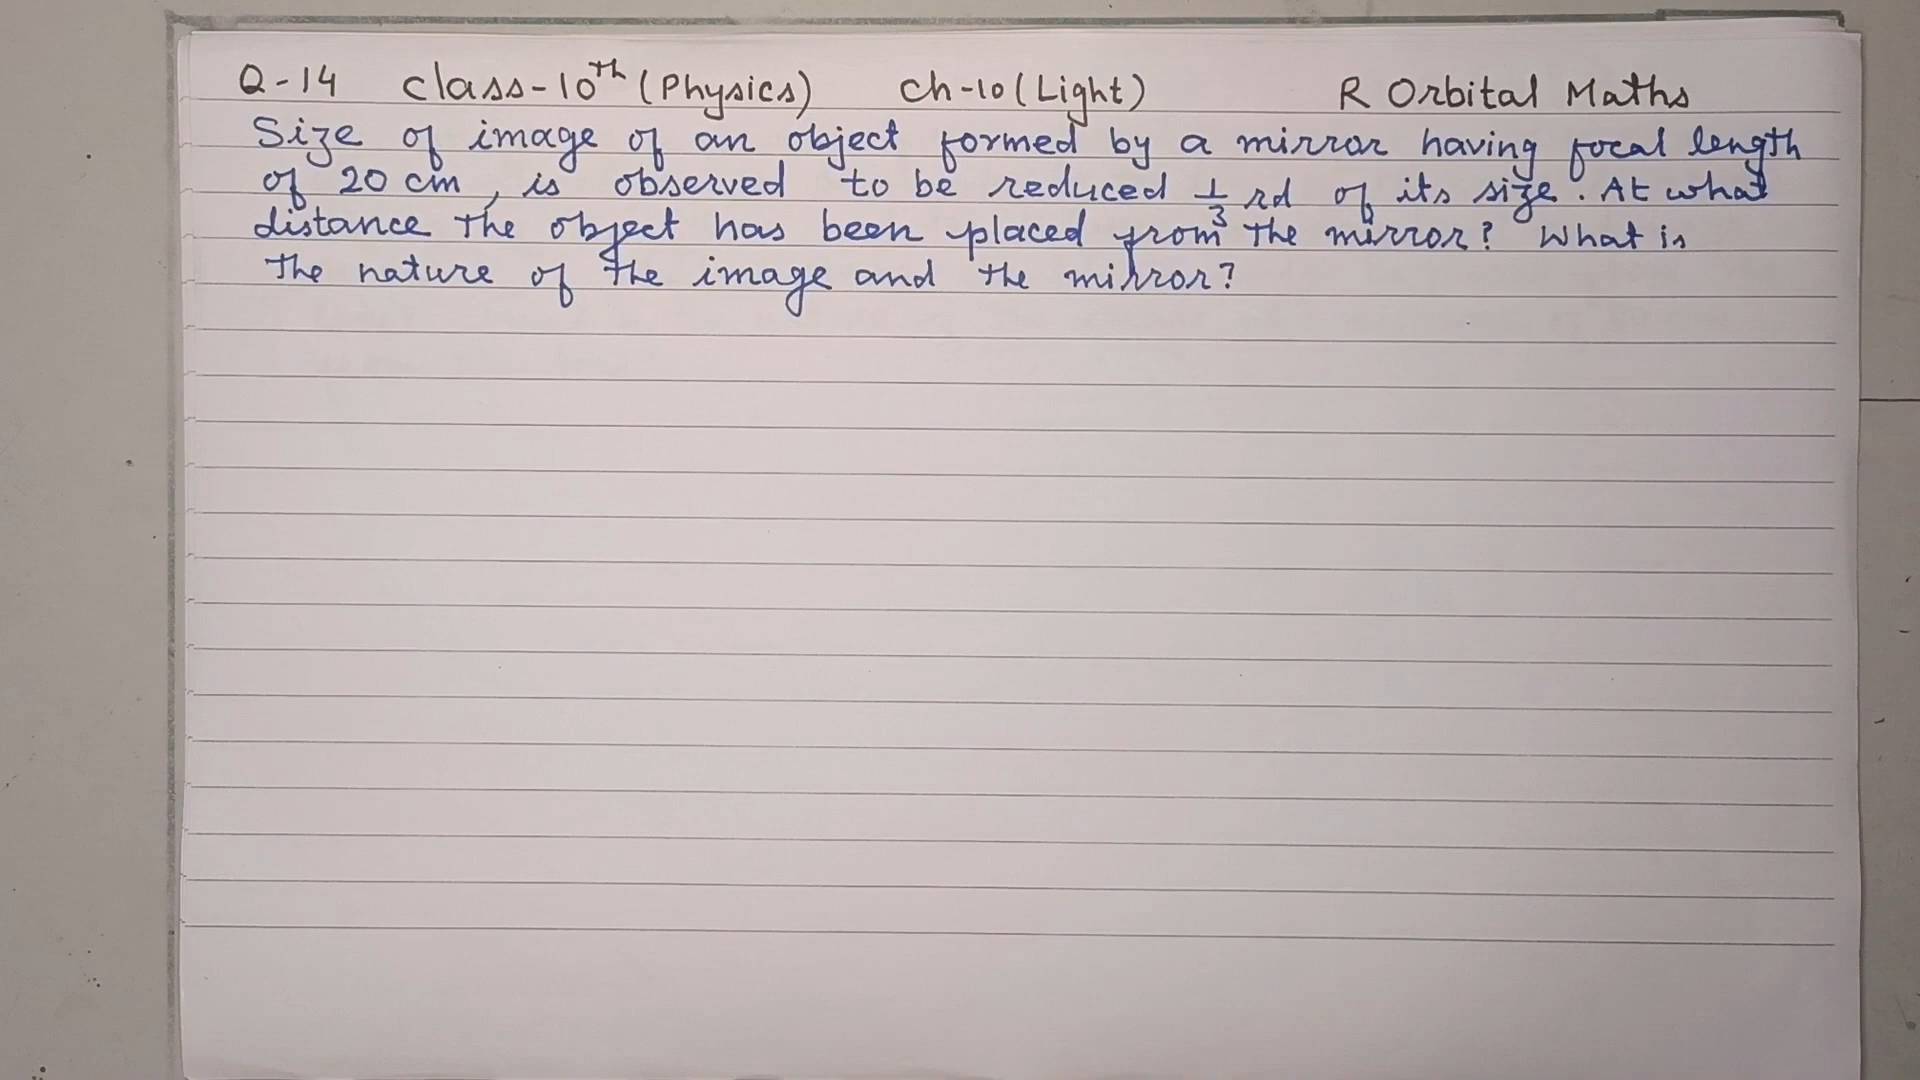 Q-14 class-10th (Physics) Ch-10 (Light) R Orbital Maths
Size of image of an object formed by a mirror having focal length
of 20 cm, is observed to be reduced 1/3 rd of its size. At what
distance the object has been placed from the mirror? What is
the nature of the image and the mirror?